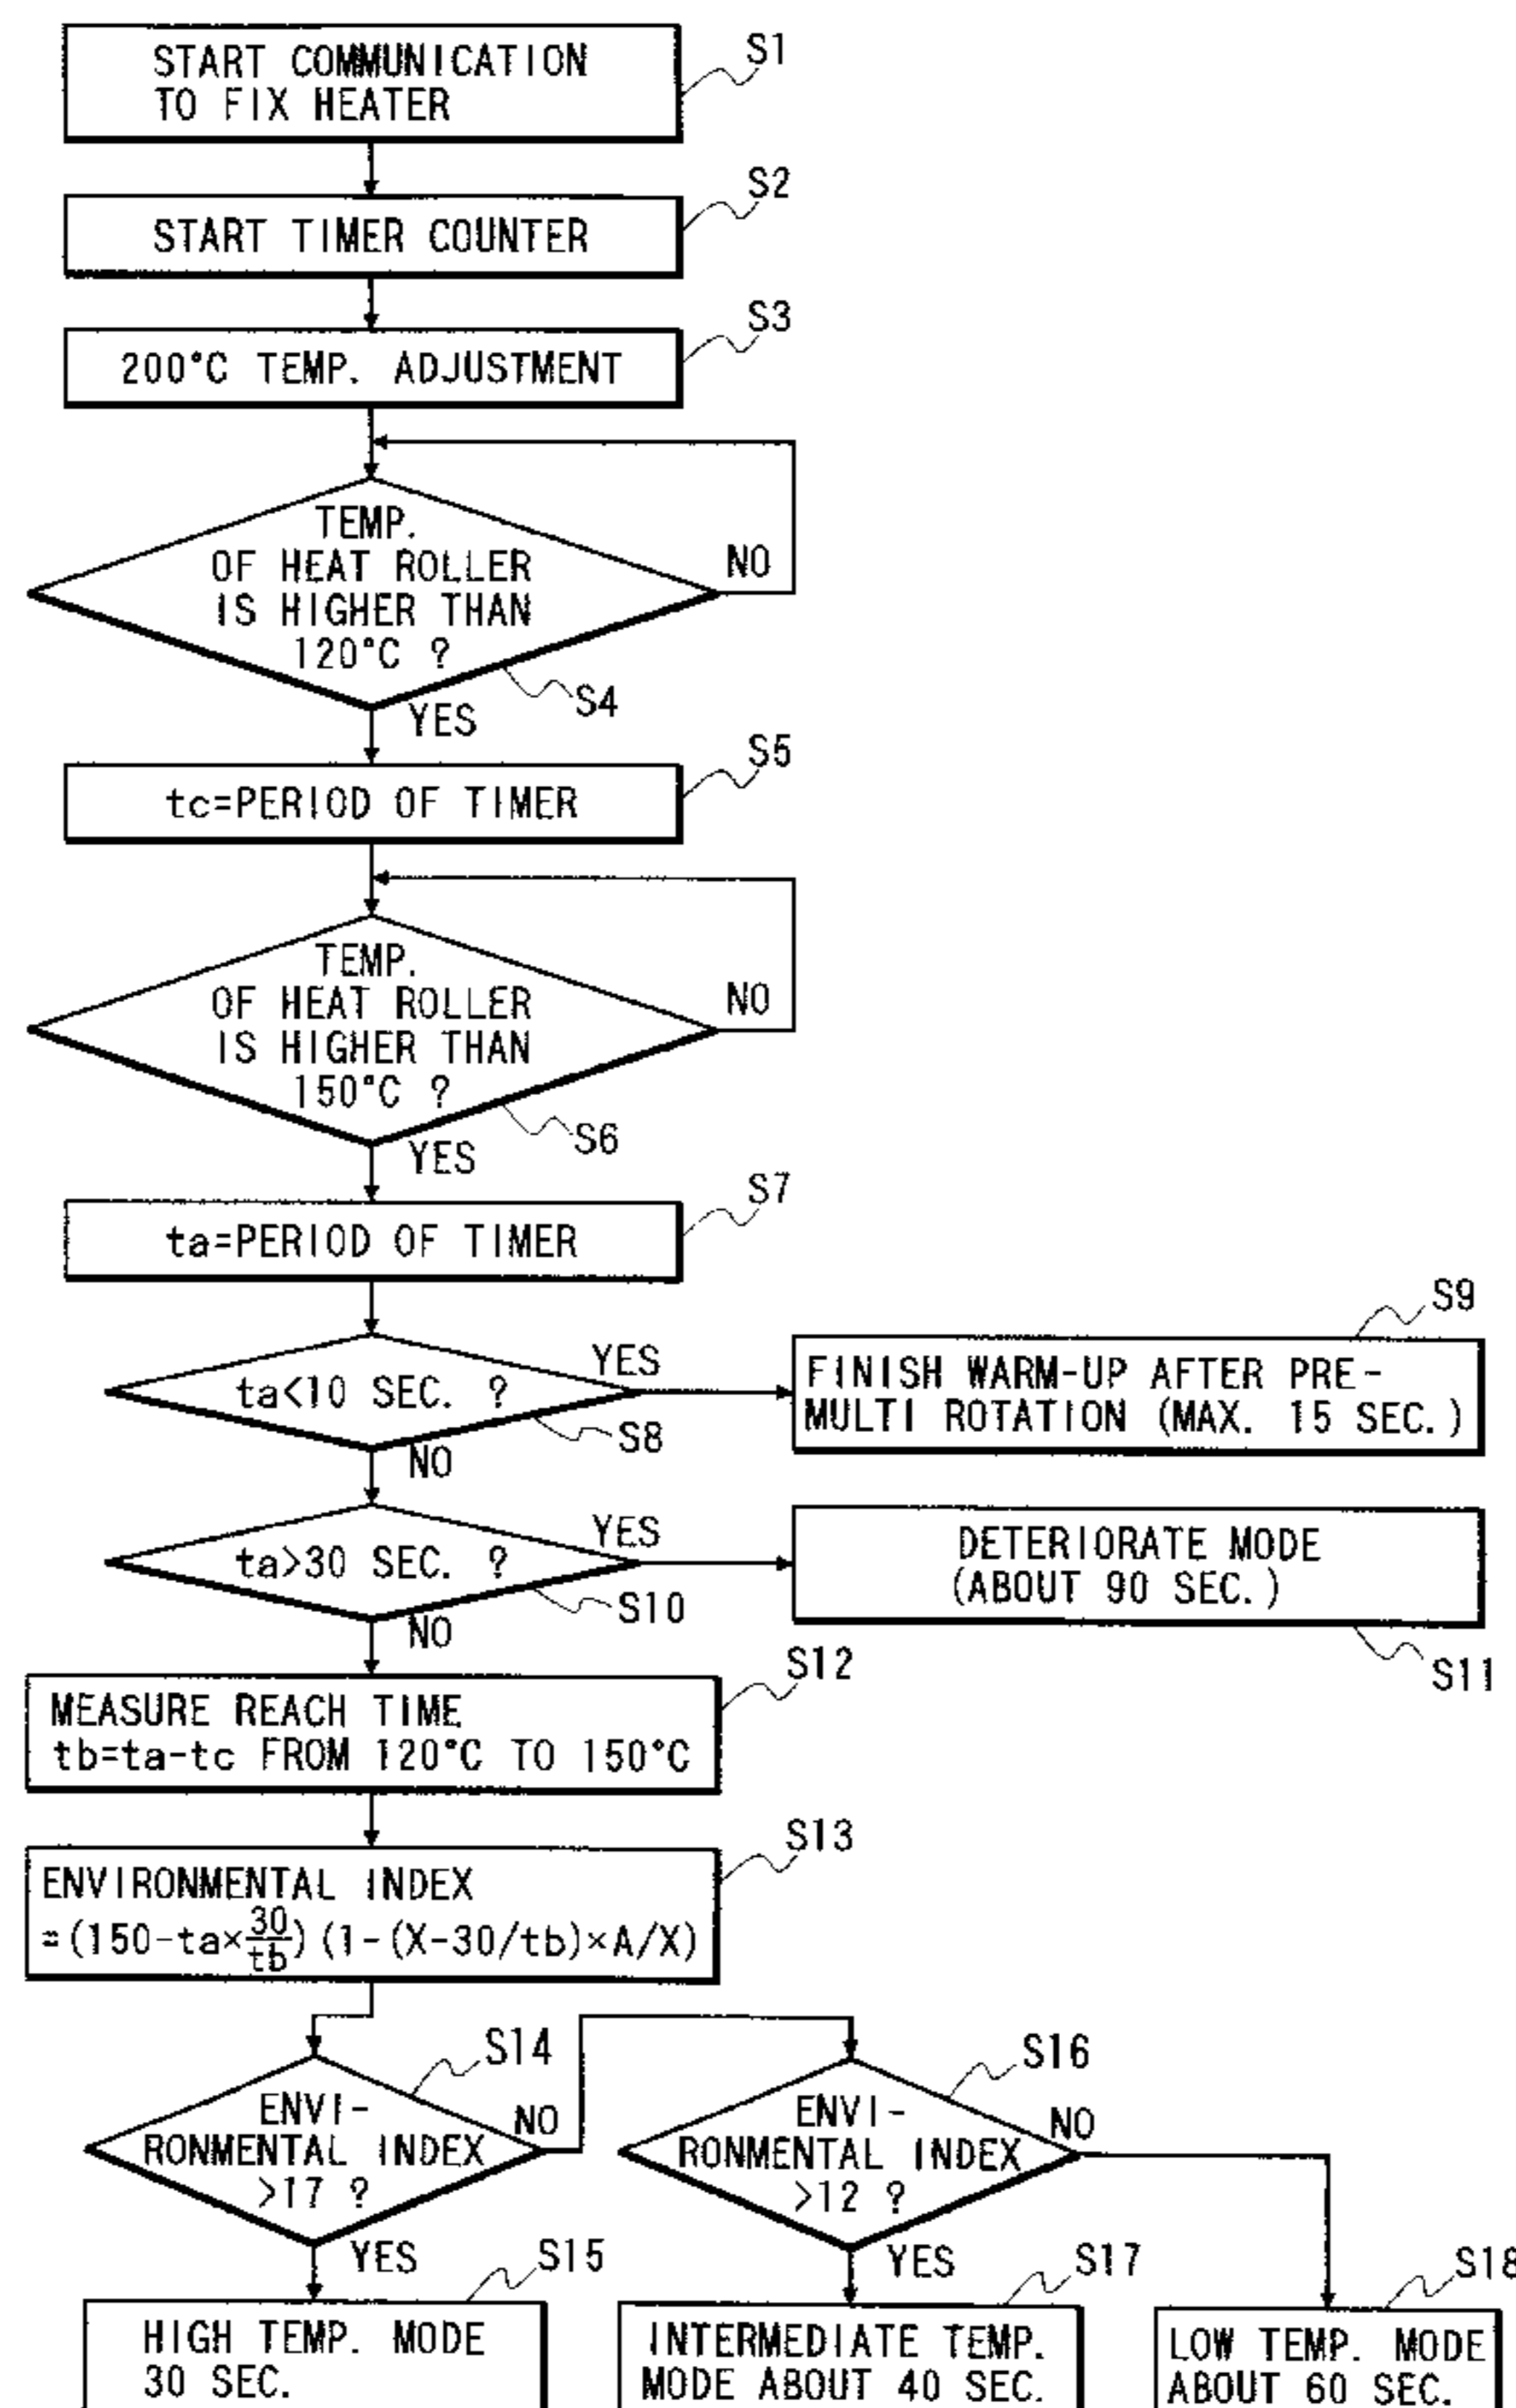 START COMMUNICATION
TO FIX HEATER
S1
START TIMER COUNTER
S2
200°C TEMP. ADJUSTMENT
S3
TEMP.
OF HEAT ROLLER
IS HIGHER THAN
120°C ?
NO
S4
YES
tc=PERIOD OF TIMER
S5
TEMP.
OF HEAT ROLLER
IS HIGHER THAN
150°C ?
NO
S6
YES
ta=PERIOD OF TIMER
S7
ta<10 SEC. ?
YES
S8
NO
S9
FINISH WARM-UP AFTER PRE-
MULTI ROTATION (MAX. 15 SEC.)
ta>30 SEC. ?
YES
S10
NO
DETERIORATE MODE
(ABOUT 90 SEC.)
S11
S12
MEASURE REACH TIME
tb=ta-tc FROM 120°C TO 150°C
S13
ENVIRONMENTAL INDEX
=(150-ta×30/tb)(1-(X-30/tb)×A/X)
S14
ENVI-
RONMENTAL INDEX
>17 ?
NO
YES
S16
ENVI-
RONMENTAL INDEX
>12 ?
NO
YES
S15
HIGH TEMP. MODE
30 SEC.
S17
INTERMEDIATE TEMP.
MODE ABOUT 40 SEC.
S18
LOW TEMP. MODE
ABOUT 60 SEC.